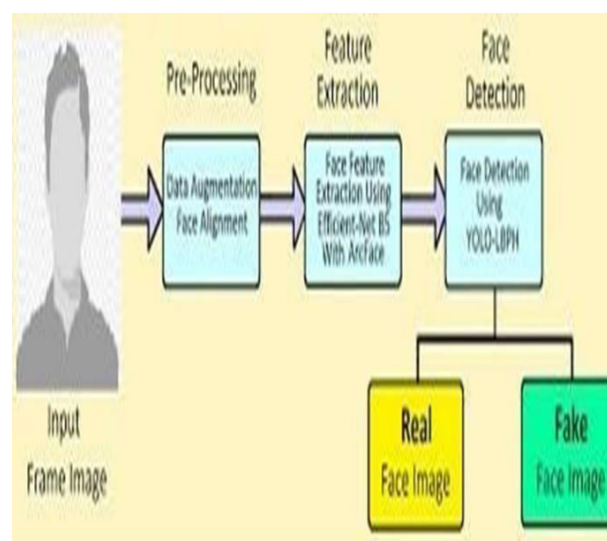 Pre-Processing
Feature
Extraction
Face
Detection
Data Augmentation
Face Alignment
Face Feature
Extraction Using
Efficient-Net B5
With ArcFace
Face Detection
Using
YOLO-LBPH
Input
Frame Image
Real
Face Image
Fake
Face Image